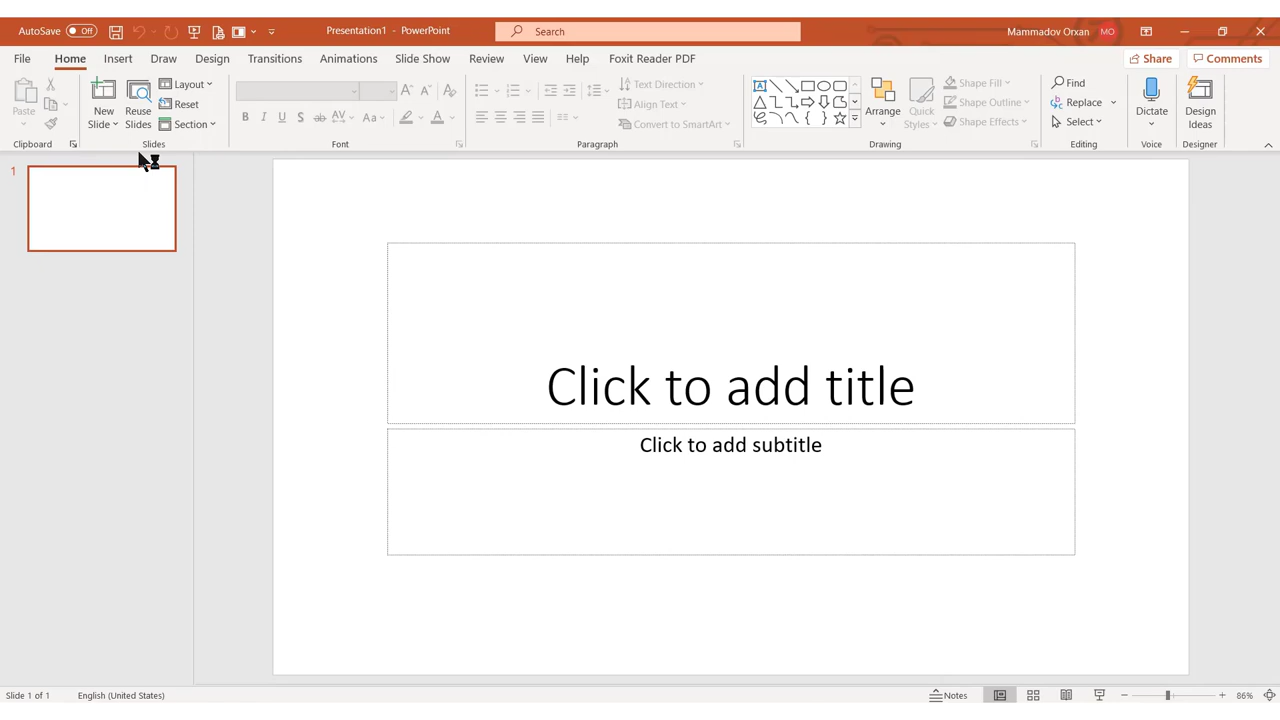 AutoSave Off Presentation1 - PowerPoint Search Mammadov Orxan MO
File Home Insert Draw Design Transitions Animations Slide Show Review View Help Foxit Reader PDF Share Comments
Paste
Clipboard
New Slide
Reuse Slides
Layout
Reset
Section
Slides
B I U S ab AV Aa A
Font
Text Direction
Align Text
Convert to SmartArt
Paragraph
Arrange
Quick Styles
Shape Fill
Shape Outline
Shape Effects
Drawing
Find
Replace
Select
Editing
Dictate
Voice
Design Ideas
Designer
1
Click to add title
Click to add subtitle
Slide 1 of 1 English (United States) Notes 86%